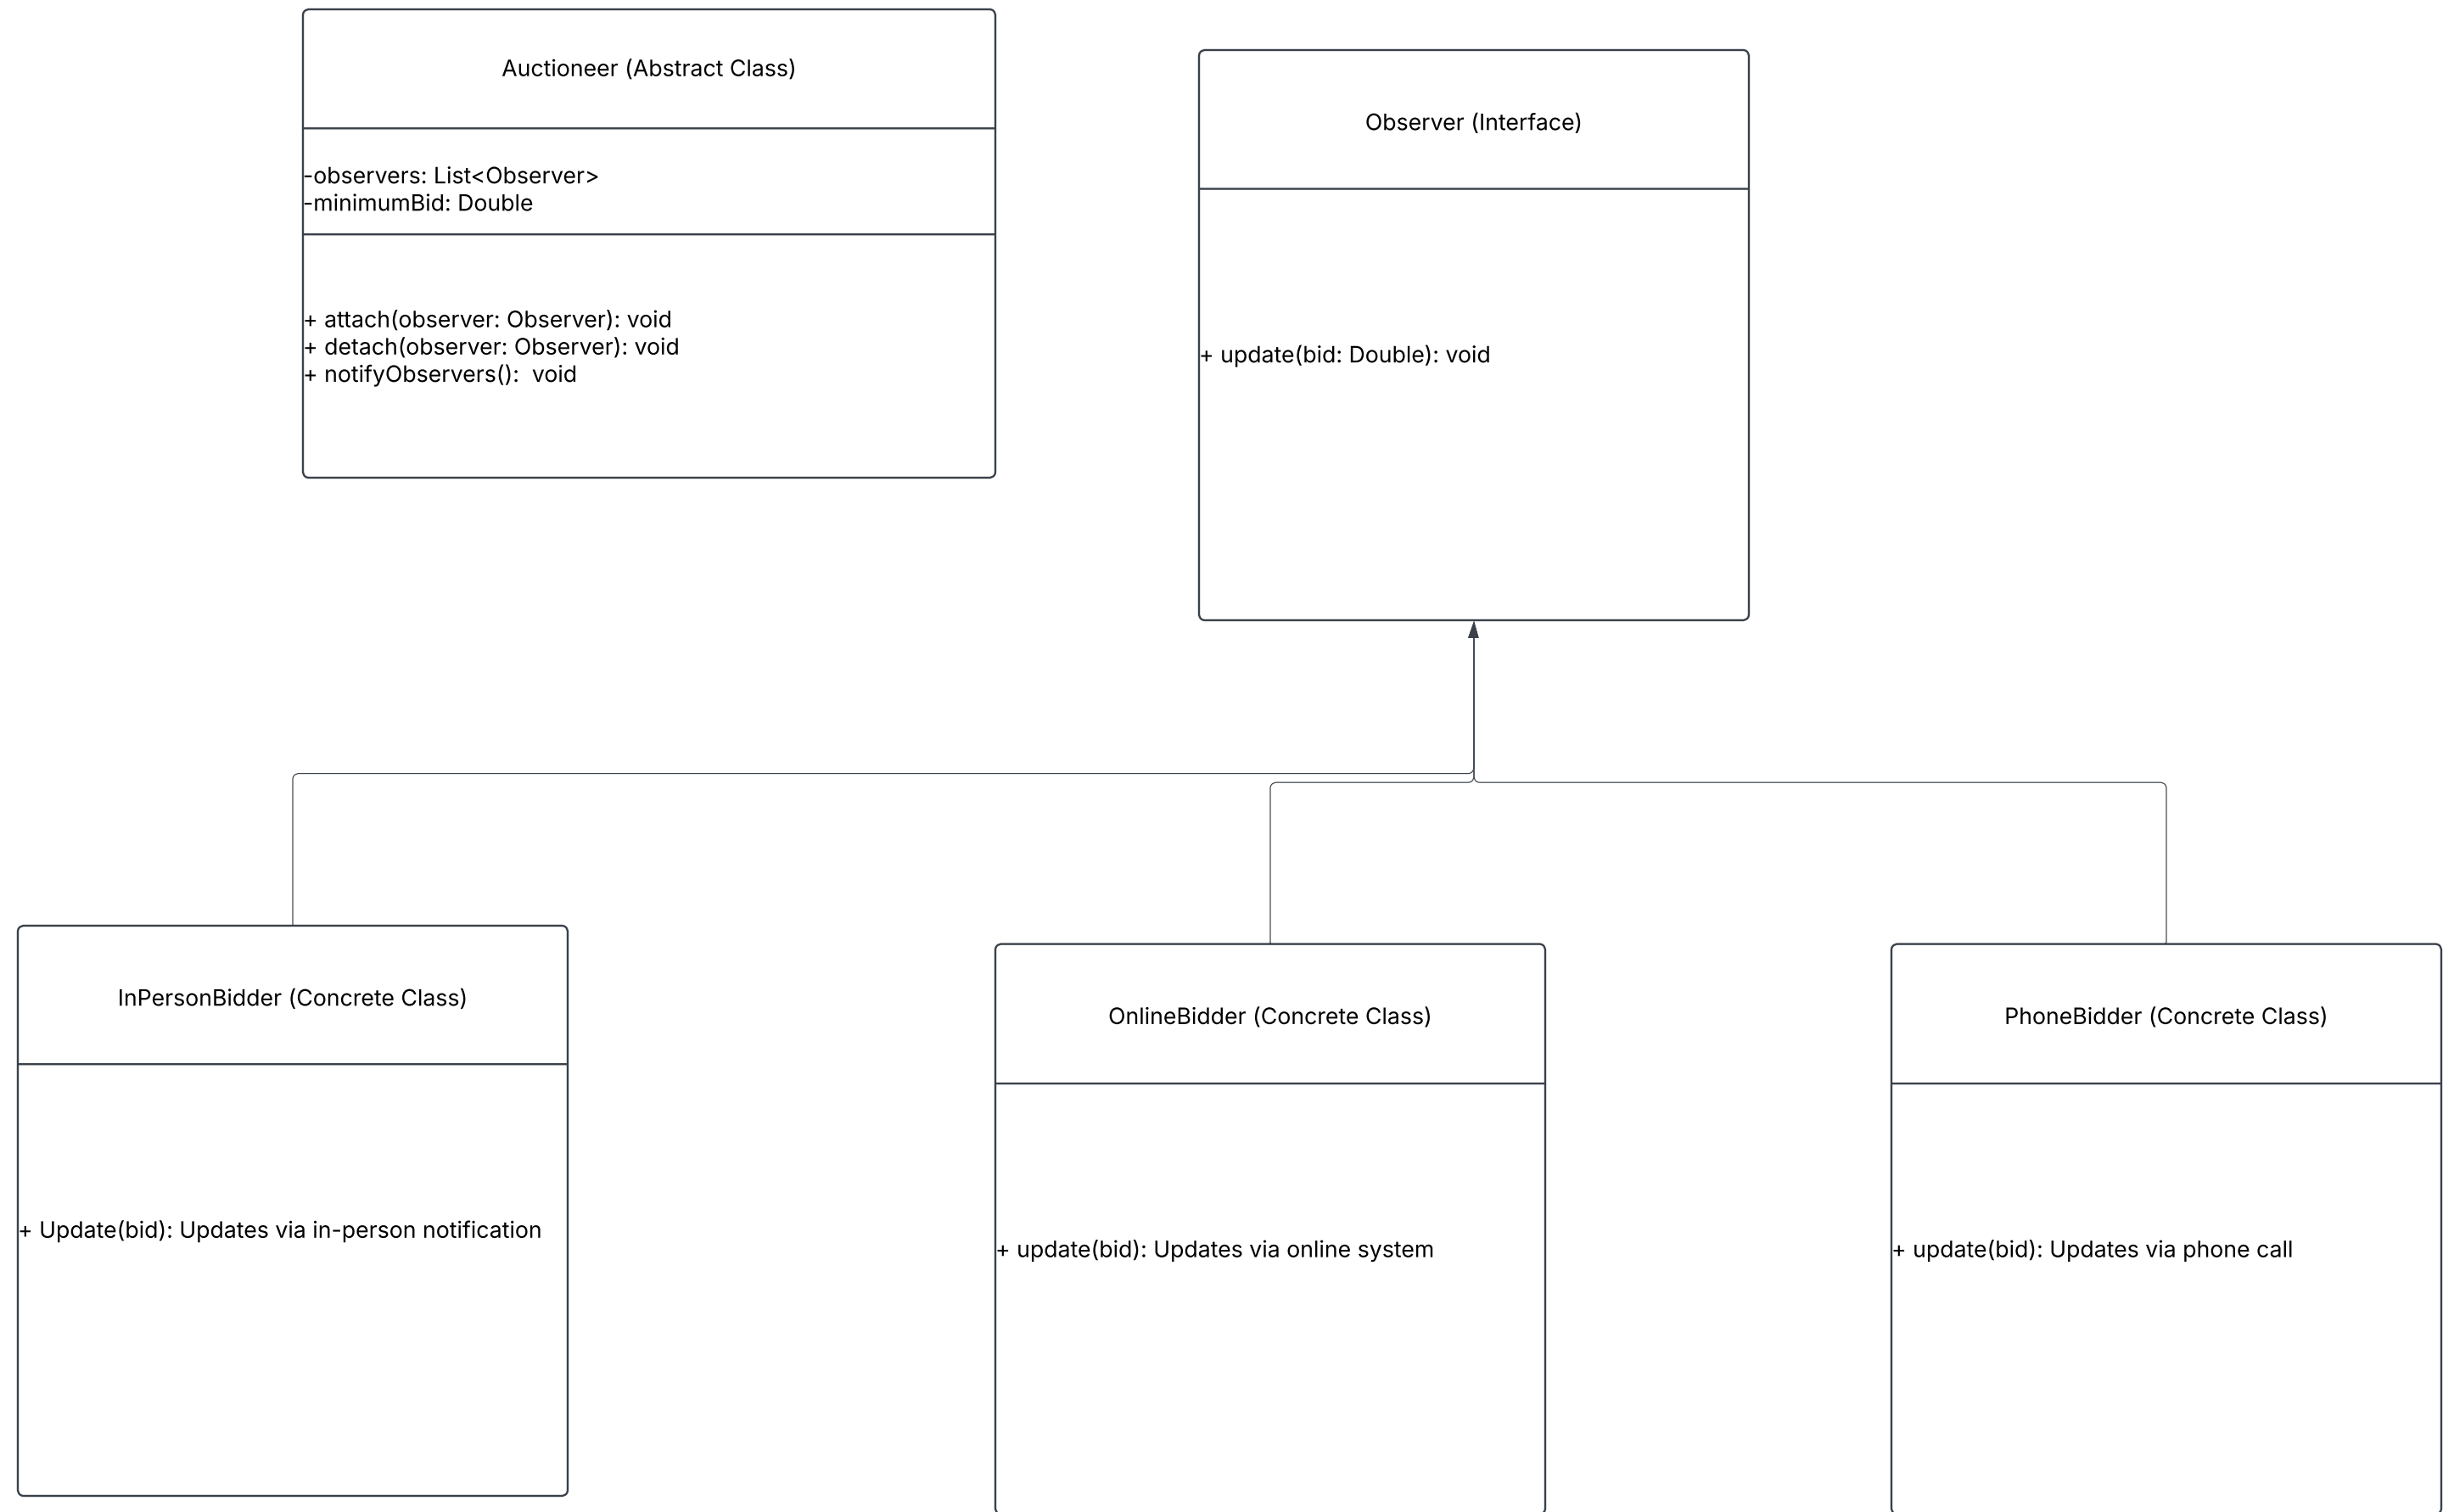 Auctioneer (Abstract Class)
-observers: List<Observer>
-minimumBid: Double
+ attach(observer: Observer): void
+ detach(observer: Observer): void
+ notifyObservers():  void
Observer (Interface)
+ update(bid: Double): void
InPersonBidder (Concrete Class)
+ Update(bid): Updates via in-person notification
OnlineBidder (Concrete Class)
+ update(bid): Updates via online system
PhoneBidder (Concrete Class)
+ update(bid): Updates via phone call